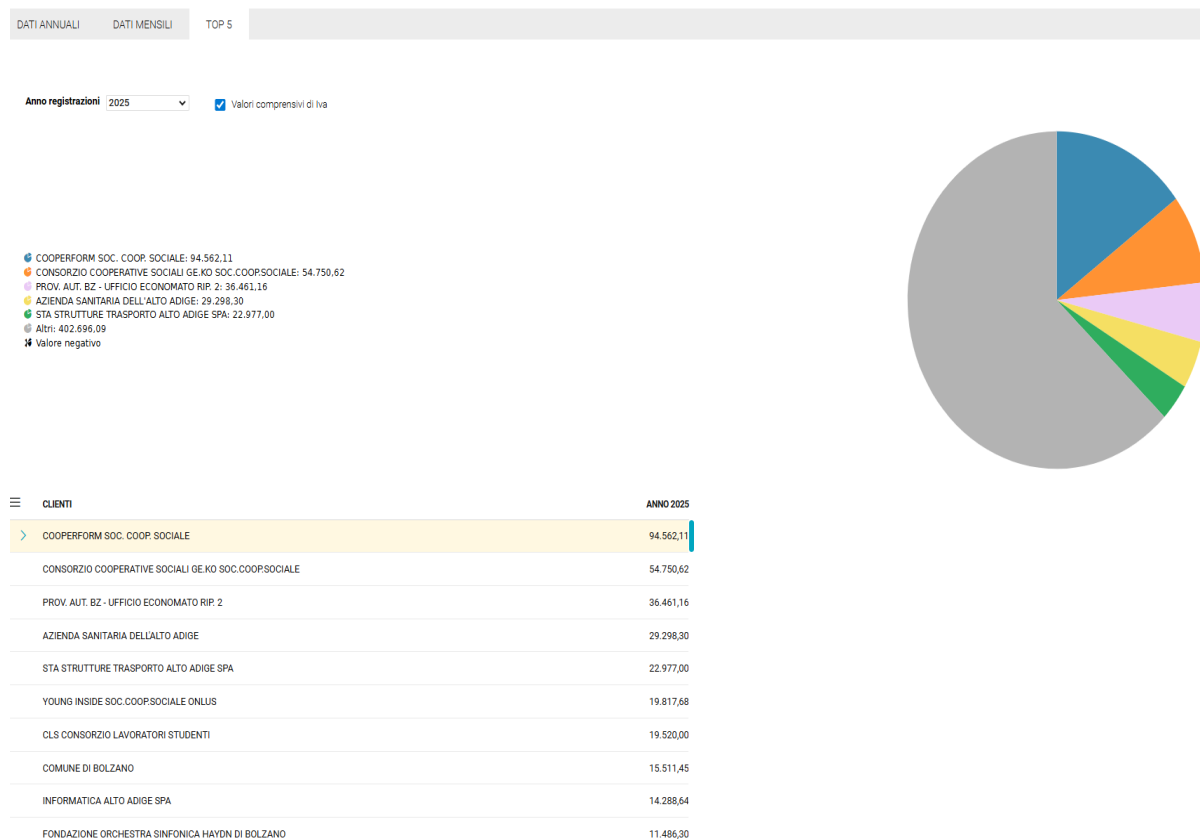 DATI ANNUALI DATI MENSILI TOP 5
Anno registrazioni 2025 Valori comprensivi di Iva
COOPERFORM SOC. COOP. SOCIALE: 94.562,11
CONSORZIO COOPERATIVE SOCIALI GE.KO SOC.COOP.SOCIALE: 54.750,62
PROV. AUT. BZ - UFFICIO ECONOMATO RIP. 2: 36.461,16
AZIENDA SANITARIA DELL'ALTO ADIGE: 29.298,30
STA STRUTTURE TRASPORTO ALTO ADIGE SPA: 22.977,00
Altri: 402.696,09
Valore negativo
CLIENTI ANNO 2025
COOPERFORM SOC. COOP. SOCIALE 94.562,11
CONSORZIO COOPERATIVE SOCIALI GE.KO SOC.COOP.SOCIALE 54.750,62
PROV. AUT. BZ - UFFICIO ECONOMATO RIP. 2 36.461,16
AZIENDA SANITARIA DELL'ALTO ADIGE 29.298,30
STA STRUTTURE TRASPORTO ALTO ADIGE SPA 22.977,00
YOUNG INSIDE SOC.COOP.SOCIALE ONLUS 19.817,68
CLS CONSORZIO LAVORATORI STUDENTI 19.520,00
COMUNE DI BOLZANO 15.511,45
INFORMATICA ALTO ADIGE SPA 14.288,64
FONDAZIONE ORCHESTRA SINFONICA HAYDN DI BOLZANO 11.486,30